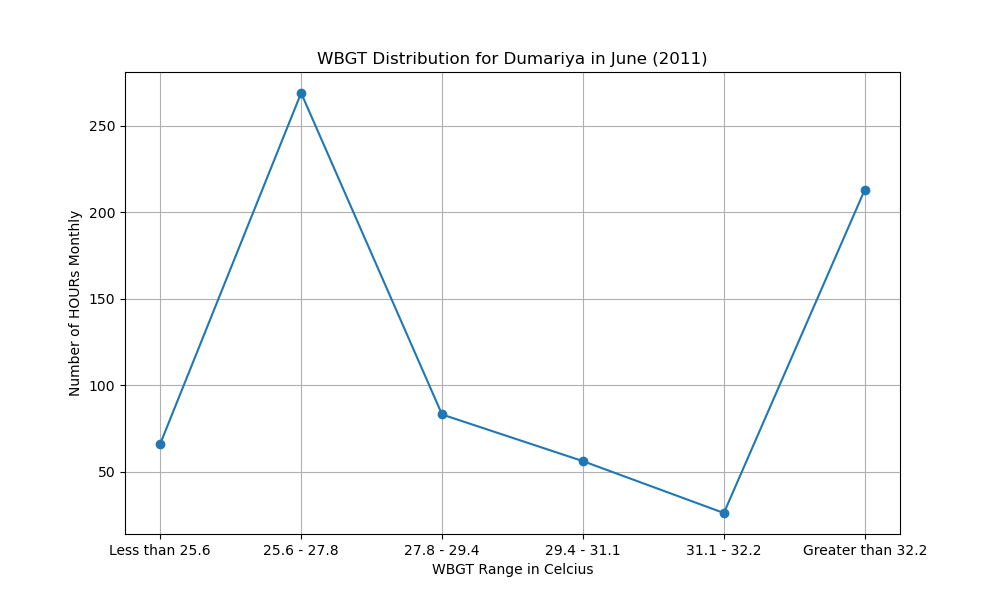 WBGT Distribution for Dumariya in June (2011)
Number of HOURs Monthly
250
200
150
100
50
Less than 25.6
25.6 - 27.8
27.8 - 29.4
29.4 - 31.1
31.1 - 32.2
Greater than 32.2
WBGT Range in Celcius